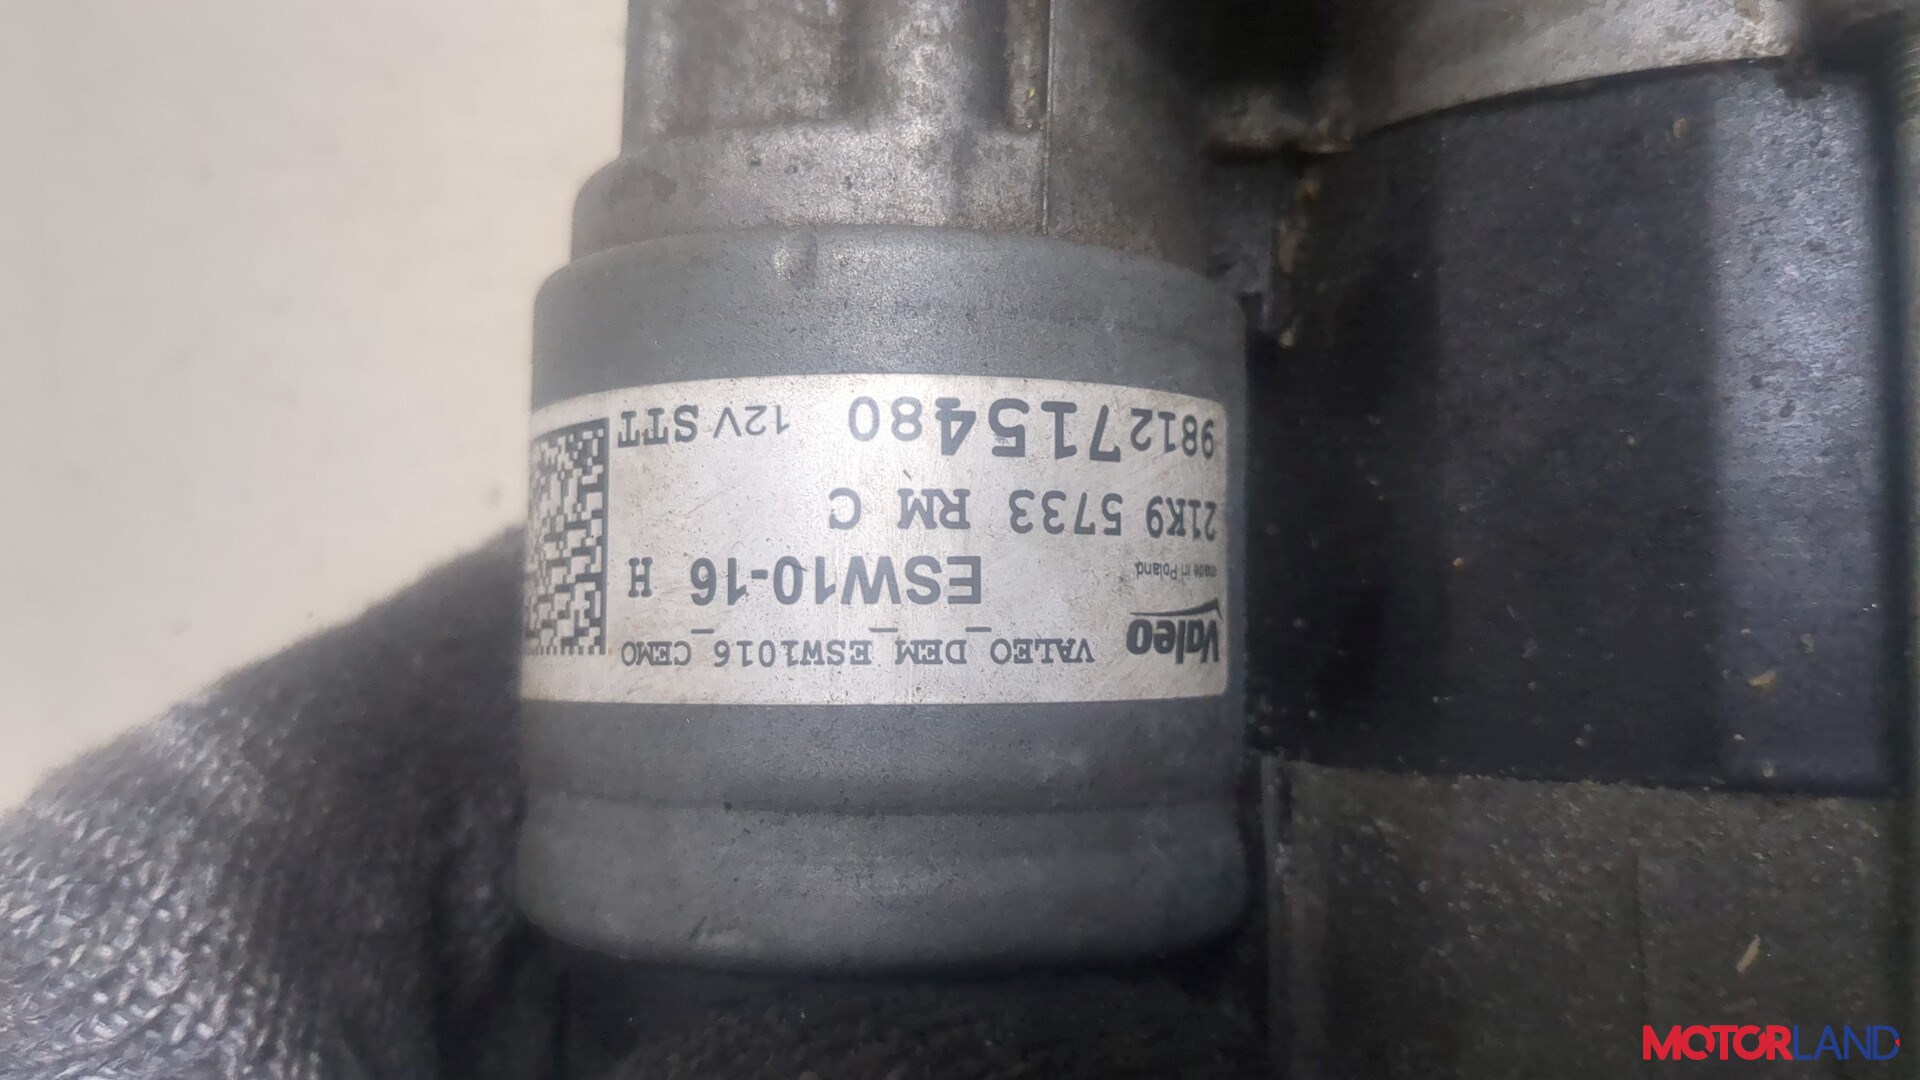 Valeo VALEO_DEM_ESW1016_CEMO
made in Poland ESW10-16 H
21K9 5733 RM C
9812715480 12V STT
MOTORLAND